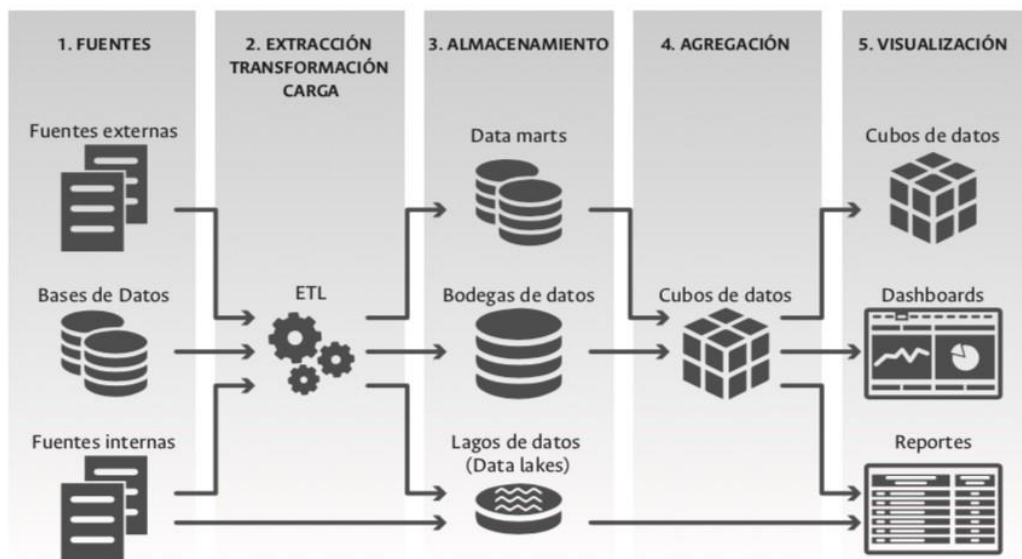 1. FUENTES
2. EXTRACCIÓN
TRANSFORMACIÓN
CARGA
3. ALMACENAMIENTO
4. AGREGACIÓN
5. VISUALIZACIÓN
Fuentes externas
Data marts
Cubos de datos
Bases de Datos
ETL
Bodegas de datos
Cubos de datos
Dashboards
Fuentes internas
Lagos de datos
(Data lakes)
Reportes